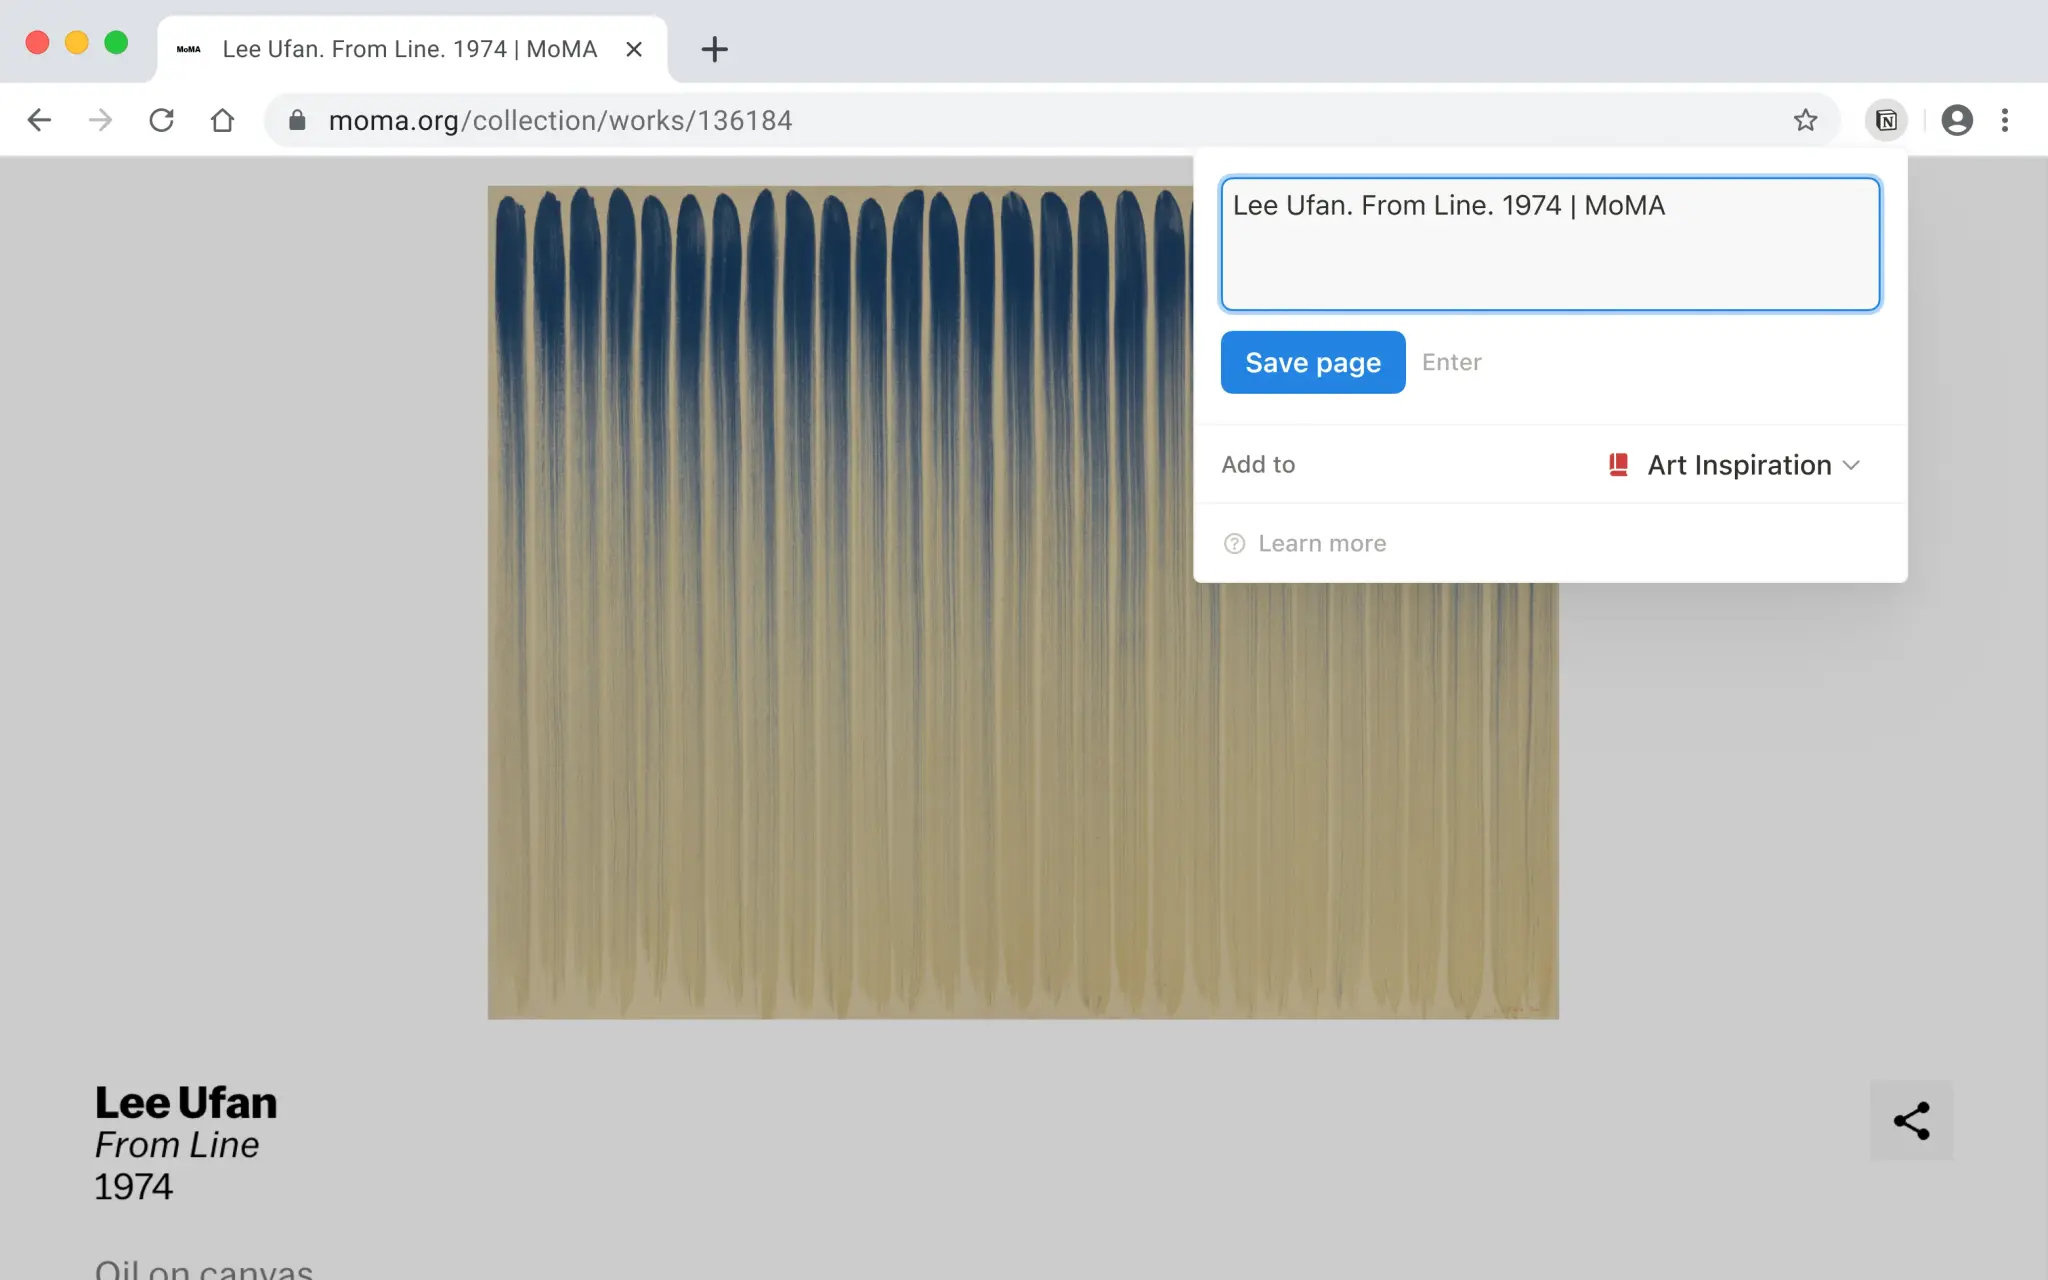 MoMA Lee Ufan. From Line. 1974 | MoMA
moma.org/collection/works/136184
N
Lee Ufan. From Line. 1974 | MoMA
Save page Enter
Add to Art Inspiration
Learn more
Lee Ufan
From Line
1974
Oil on canvas